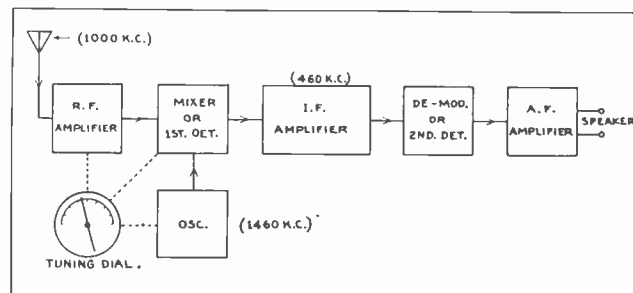 (1000 K.C.)
R.F.
AMPLIFIER
MIXER
OR
1ST. DET.
(460 K.C.)
I.F.
AMPLIFIER
DE-MOD.
OR
2ND. DET.
A.F.
AMPLIFIER
SPEAKER
OSC.
(1460 K.C.)
TUNING DIAL.